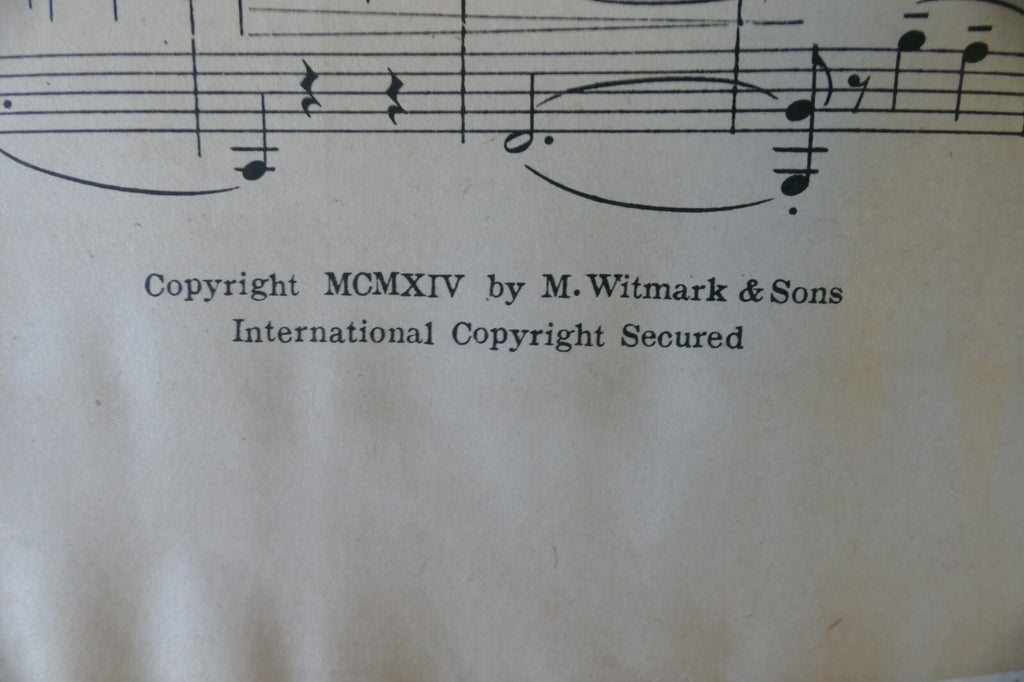 Copyright MCMXIV by M. Witmark & Sons
International Copyright Secured